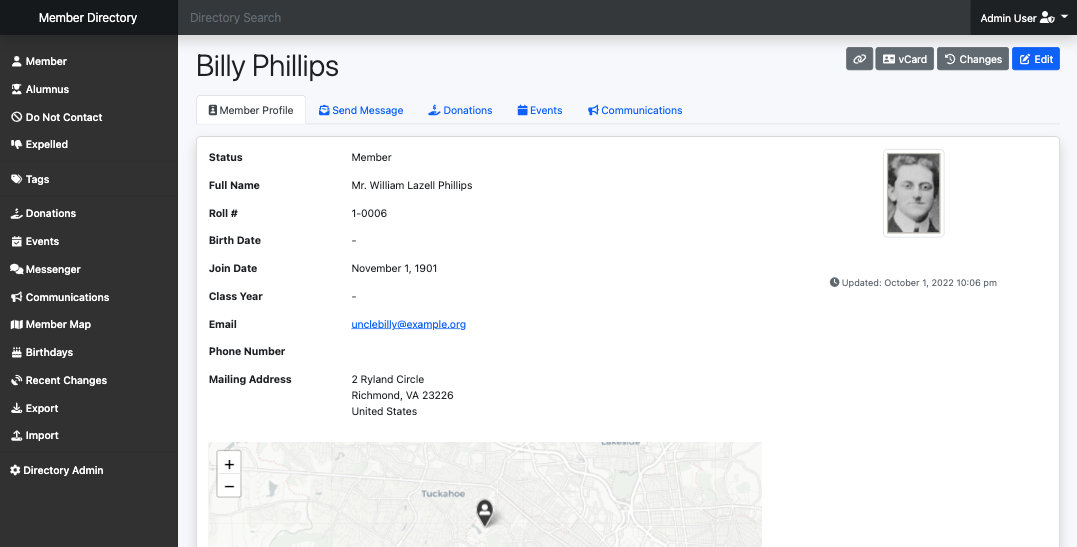 Member Directory
Directory Search
Admin User
Member
Alumnus
Do Not Contact
Expelled
Tags
Donations
Events
Messenger
Communications
Member Map
Birthdays
Recent Changes
Export
Import
Directory Admin
Billy Phillips
vCard
Changes
Edit
Member Profile
Send Message
Donations
Events
Communications
Status Member
Full Name Mr. William Lazell Phillips
Roll # 1-0006
Birth Date -
Join Date November 1, 1901
Class Year -
Email unclebilly@example.org
Phone Number
Mailing Address 2 Ryland Circle
Richmond, VA 23226
United States
Updated: October 1, 2022 10:06 pm
Lakeside
+
−
Tuckahoe